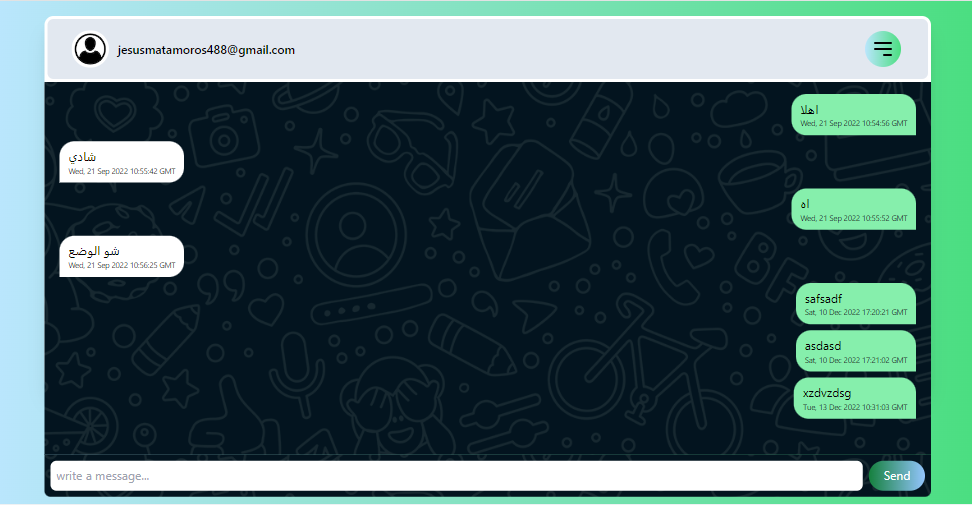 jesusmatamoros488@gmail.com
اهلا
Wed, 21 Sep 2022 10:54:56 GMT
شادي
Wed, 21 Sep 2022 10:55:42 GMT
اه
Wed, 21 Sep 2022 10:55:52 GMT
شو الوضع
Wed, 21 Sep 2022 10:56:25 GMT
safsadf
Sat, 10 Dec 2022 17:20:21 GMT
asdasd
Sat, 10 Dec 2022 17:21:02 GMT
xzdvzdsg
Tue, 13 Dec 2022 10:31:03 GMT
write a message...
Send